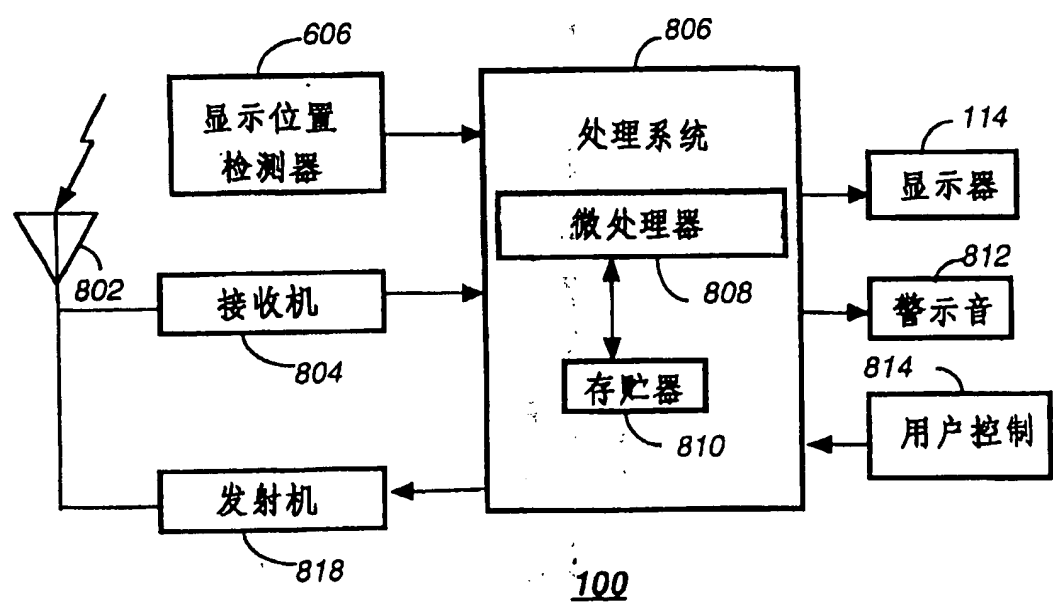 606
显示位置
检测器
806
处理系统
微处理器
808
存贮器
810
114
显示器
812
警示音
814
用户控制
802
接收机
804
发射机
818
100